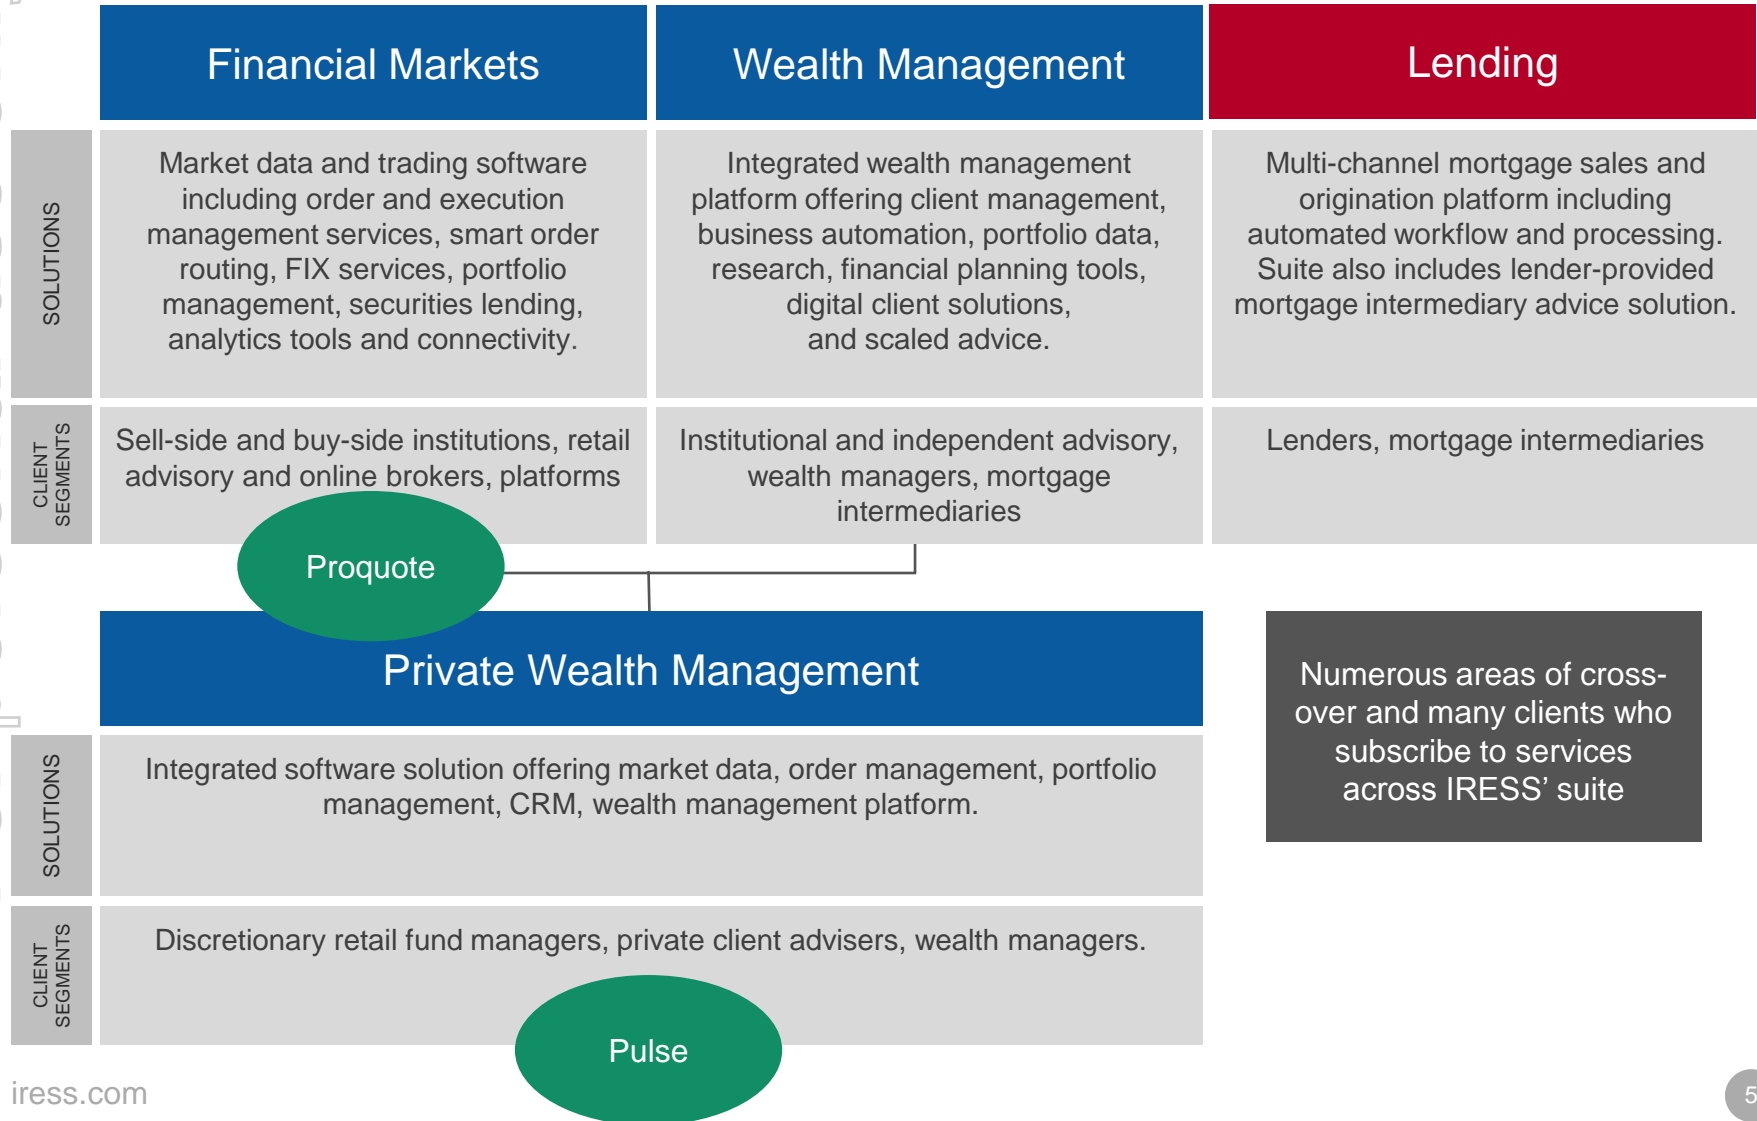 Financial Markets
Wealth Management
Lending
SOLUTIONS
Market data and trading software
including order and execution
management services, smart order
routing, FIX services, portfolio
management, securities lending,
analytics tools and connectivity.
Integrated wealth management
platform offering client management,
business automation, portfolio data,
research, financial planning tools,
digital client solutions,
and scaled advice.
Multi-channel mortgage sales and
origination platform including
automated workflow and processing.
Suite also includes lender-provided
mortgage intermediary advice solution.
CLIENT
SEGMENTS
Sell-side and buy-side institutions, retail
advisory and online brokers, platforms
Institutional and independent advisory,
wealth managers, mortgage
intermediaries
Lenders, mortgage intermediaries
Proquote
Private Wealth Management
Numerous areas of cross-
over and many clients who
subscribe to services
across IRESS’ suite
SOLUTIONS
Integrated software solution offering market data, order management, portfolio
management, CRM, wealth management platform.
CLIENT
SEGMENTS
Discretionary retail fund managers, private client advisers, wealth managers.
Pulse
iress.com
5